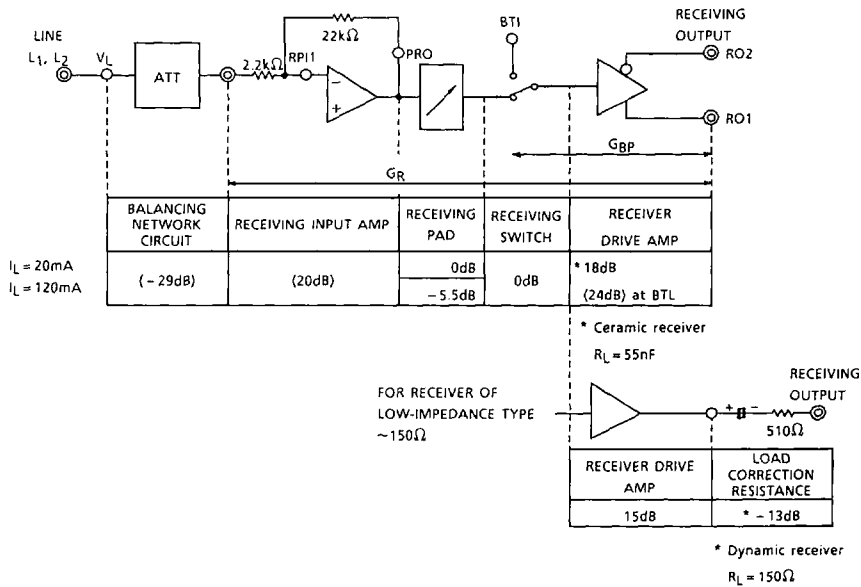 LINE
L1, L2
VL
ATT
2.2kΩ
RPI1
22kΩ
PRO
−
+
BTI
RECEIVING
OUTPUT
RO2
RO1
GBP
GR
BALANCING
NETWORK
CIRCUIT
RECEIVING INPUT AMP
RECEIVING
PAD
RECEIVING
SWITCH
RECEIVER
DRIVE AMP
IL = 20mA
IL = 120mA
(−29dB)
(20dB)
0dB
−5.5dB
0dB
* 18dB
(24dB) at BTL
* Ceramic receiver
RL = 55nF
FOR RECEIVER OF
LOW-IMPEDANCE TYPE
~150Ω
+ −
510Ω
RECEIVING
OUTPUT
RECEIVER DRIVE
AMP
LOAD
CORRECTION
RESISTANCE
15dB
* −13dB
* Dynamic receiver
RL = 150Ω